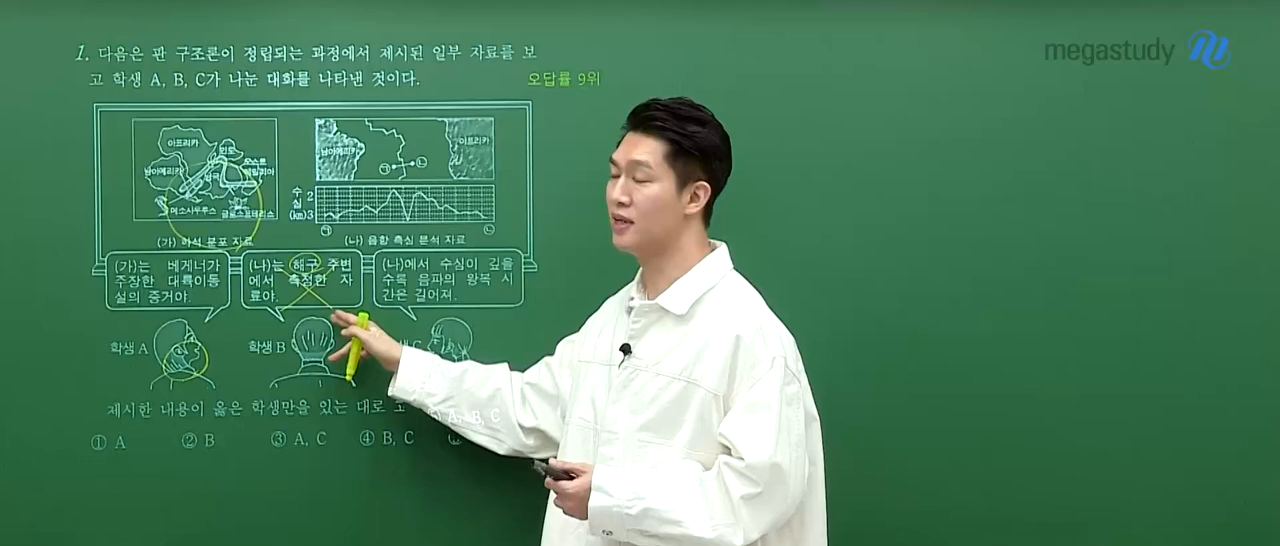 megastudy
1. 다음은 판 구조론이 정립되는 과정에서 제시된 일부 자료를 보
고 학생 A, B, C가 나눈 대화를 나타낸 것이다.
오답률 9위
아프리카
인도
남아메리카
남극
메소사우루스
글로소프테리스
(가) 화석 분포 자료
남아메리카
아프리카
㉠
㉡
수심(km)
2
3
㉠
㉡
(나) 음향 측심 분석 자료
(가)는 베게너가
주장한 대륙이동
설의 증거야.
(나)는 해구 주변
에서 측정한 자
료야.
(나)에서 수심이 깊을
수록 음파의 왕복 시
간은 길어져.
학생 A
학생 B
C
제시한 내용이 옳은 학생만을 있는 대로 고
① A
② B
③ A, C
④ B, C
A, B, C